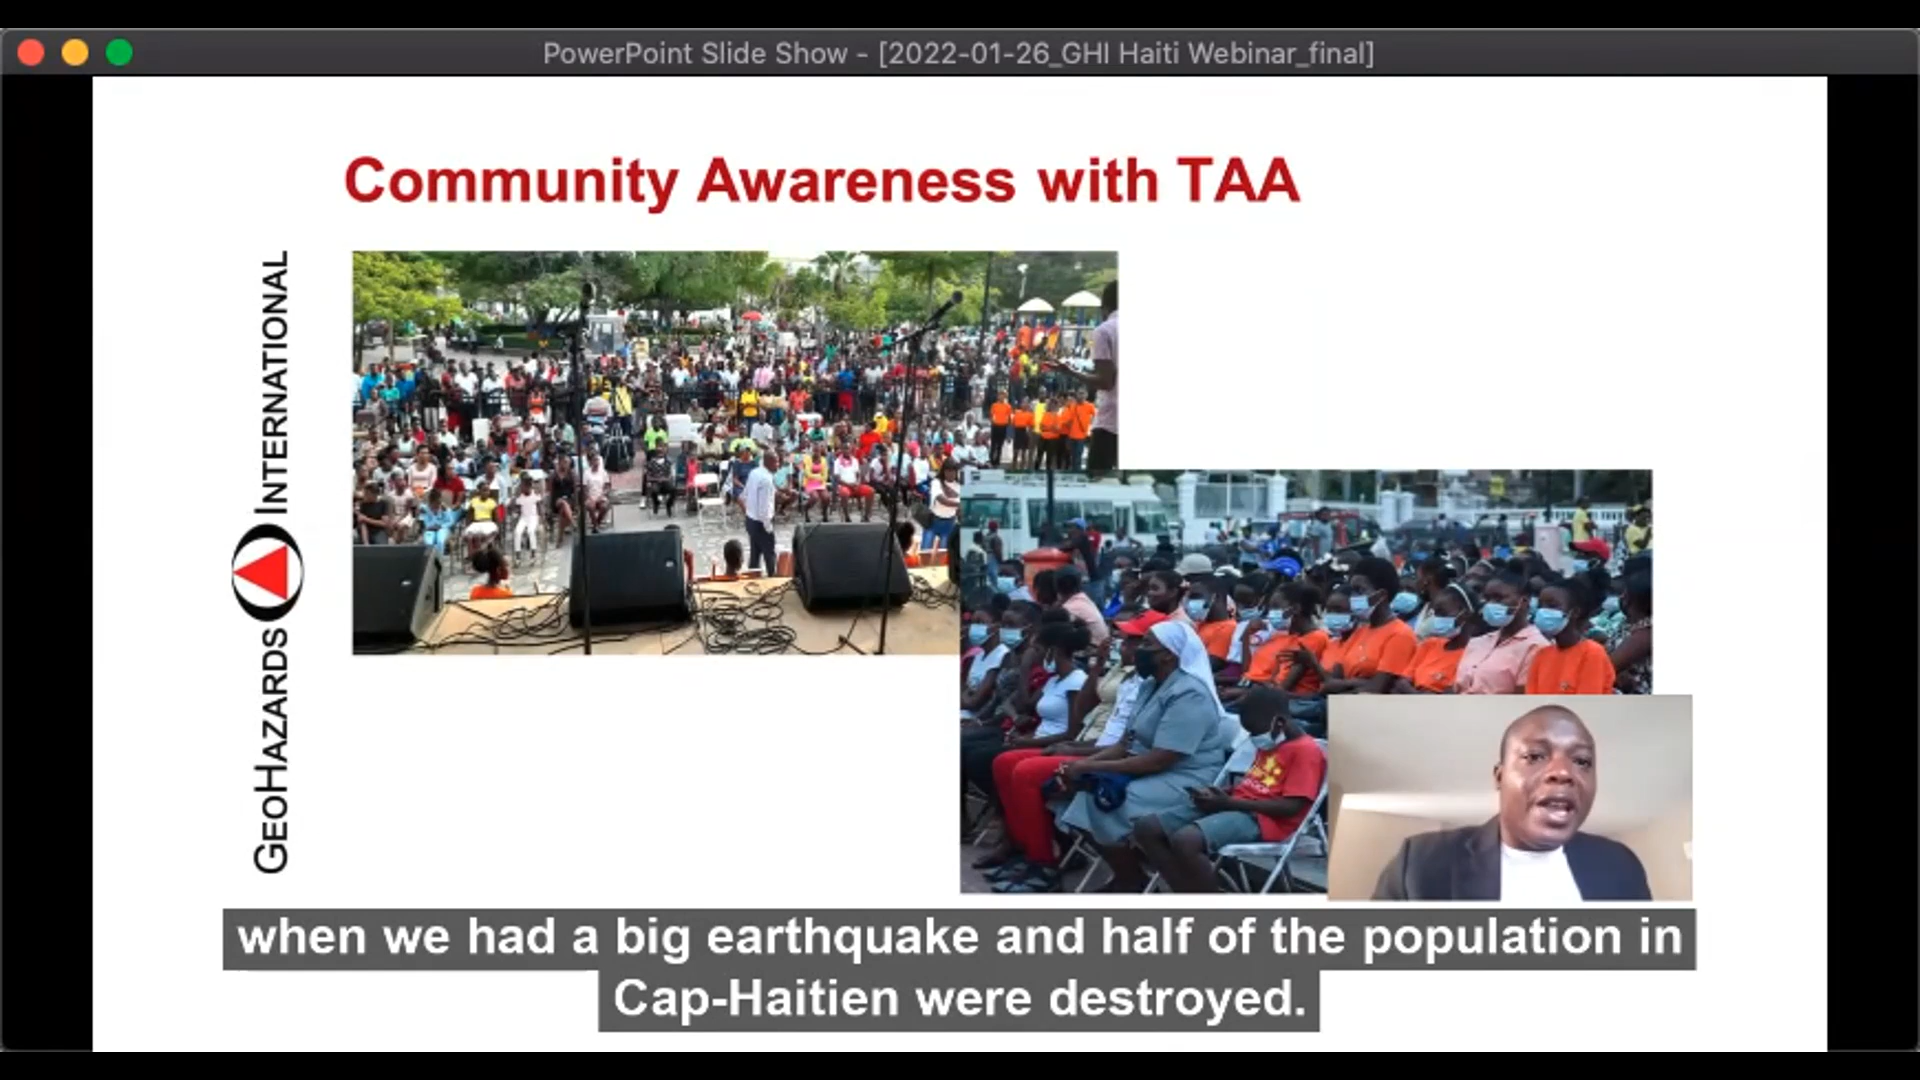 PowerPoint Slide Show - [2022-01-26_GHI Haiti Webinar_final]
Community Awareness with TAA
GEOHAZARDS INTERNATIONAL
when we had a big earthquake and half of the population in
Cap-Haitien were destroyed.